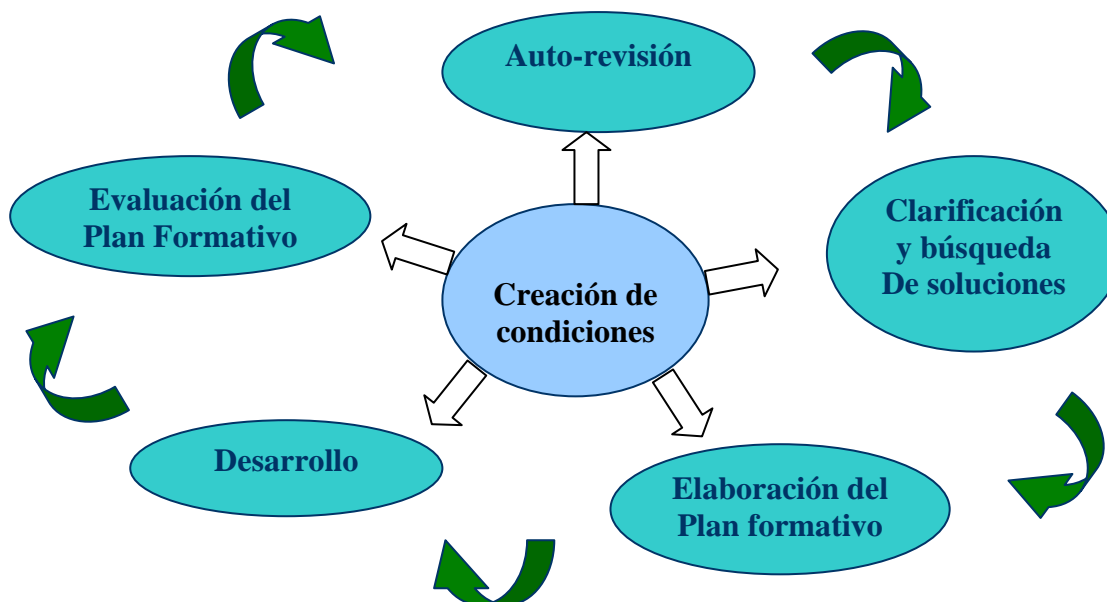 Auto-revisión
Evaluación del
Plan Formativo
Clarificación
y búsqueda
De soluciones
Creación de
condiciones
Desarrollo
Elaboración del
Plan formativo